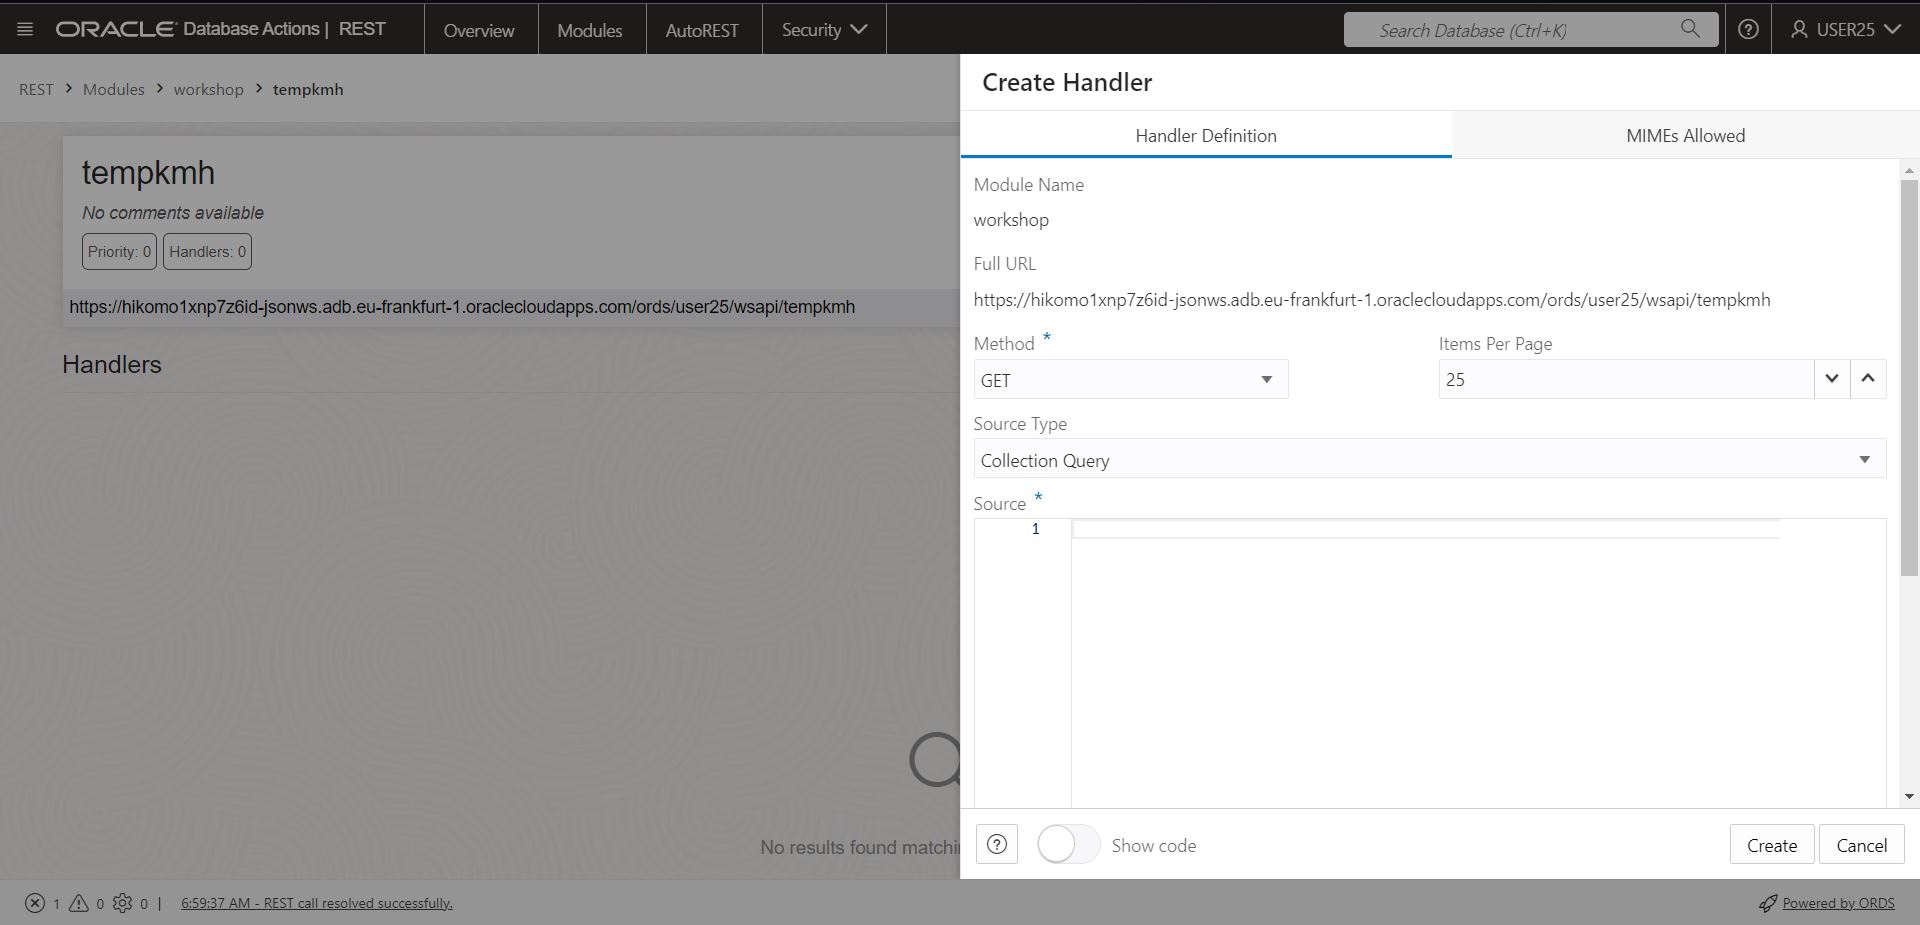 ORACLE Database Actions | REST Overview Modules AutoREST Security Search Database (Ctrl+K) USER25
REST > Modules > workshop > tempkmh
tempkmh
No comments available
Priority: 0 Handlers: 0
https://hikomo1xnp7z6id-jsonws.adb.eu-frankfurt-1.oraclecloudapps.com/ords/user25/wsapi/tempkmh
Handlers
No results found matchi
Create Handler
Handler Definition MIMEs Allowed
Module Name
workshop
Full URL
https://hikomo1xnp7z6id-jsonws.adb.eu-frankfurt-1.oraclecloudapps.com/ords/user25/wsapi/tempkmh
Method * Items Per Page
GET 25
Source Type
Collection Query
Source *
1
Show code Create Cancel
1 0 0 | 6:59:37 AM - REST call resolved successfully. Powered by ORDS